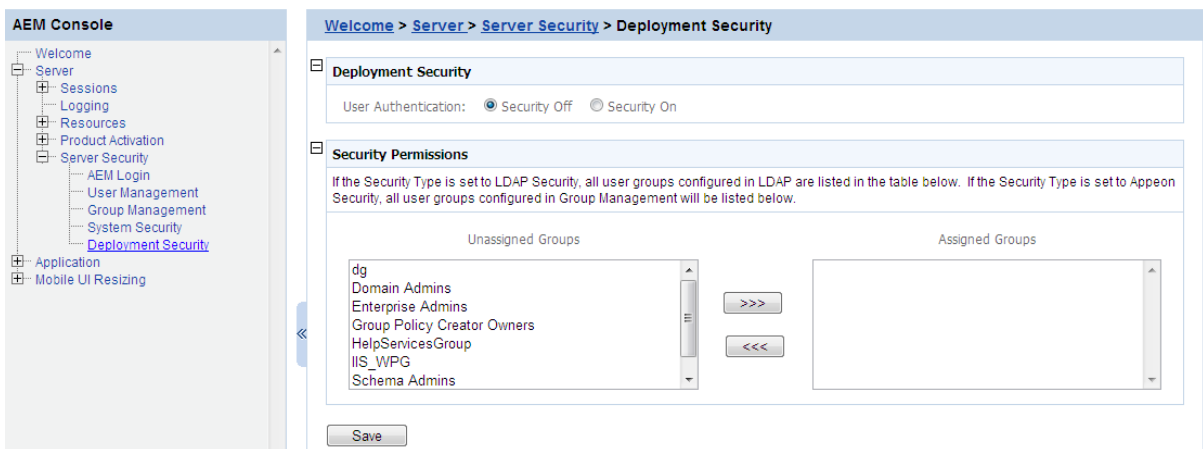 AEM Console
Welcome
Server
Sessions
Logging
Resources
Product Activation
Server Security
AEM Login
User Management
Group Management
System Security
Deployment Security
Application
Mobile UI Resizing
«
Welcome > Server > Server Security > Deployment Security
Deployment Security
User Authentication: Security Off Security On
Security Permissions
If the Security Type is set to LDAP Security, all user groups configured in LDAP are listed in the table below. If the Security Type is set to Appeon
Security, all user groups configured in Group Management will be listed below.
Unassigned Groups Assigned Groups
dg
Domain Admins
Enterprise Admins
Group Policy Creator Owners
HelpServicesGroup
IIS_WPG
Schema Admins
>>>
<<<
Save